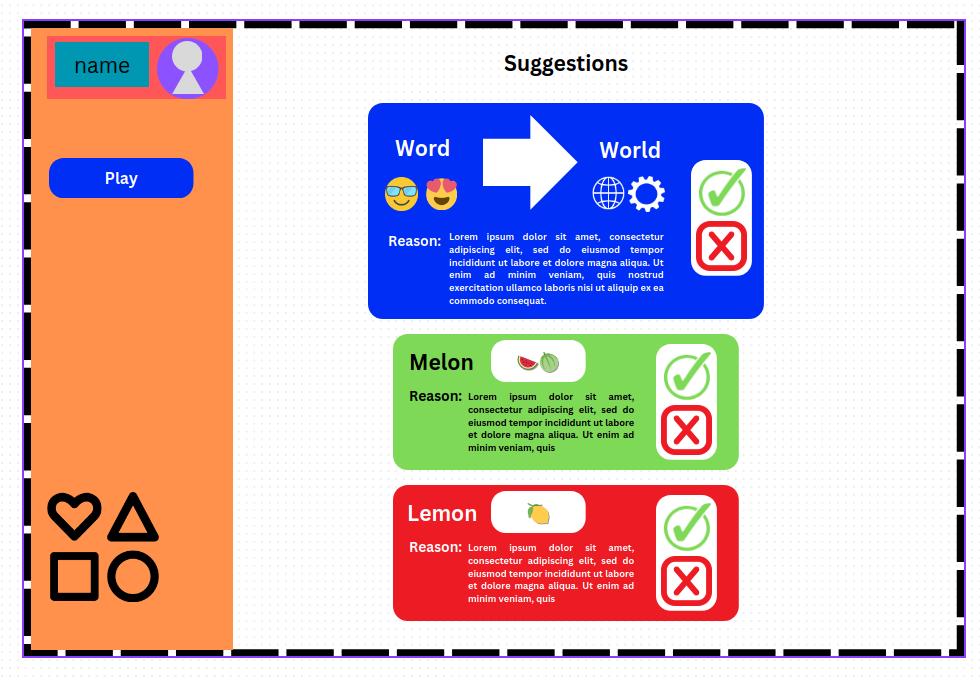 name
Play
Suggestions
Word
World
Reason:
Lorem ipsum dolor sit amet, consectetur
adipiscing elit, sed do eiusmod tempor
incididunt ut labore et dolore magna aliqua. Ut
enim ad minim veniam, quis nostrud
exercitation ullamco laboris nisi ut aliquip ex ea
commodo consequat.
Melon
Reason:
Lorem ipsum dolor sit amet,
consectetur adipiscing elit, sed do
eiusmod tempor incididunt ut labore
et dolore magna aliqua. Ut enim ad
minim veniam, quis
Lemon
Reason:
Lorem ipsum dolor sit amet,
consectetur adipiscing elit, sed do
eiusmod tempor incididunt ut labore
et dolore magna aliqua. Ut enim ad
minim veniam, quis